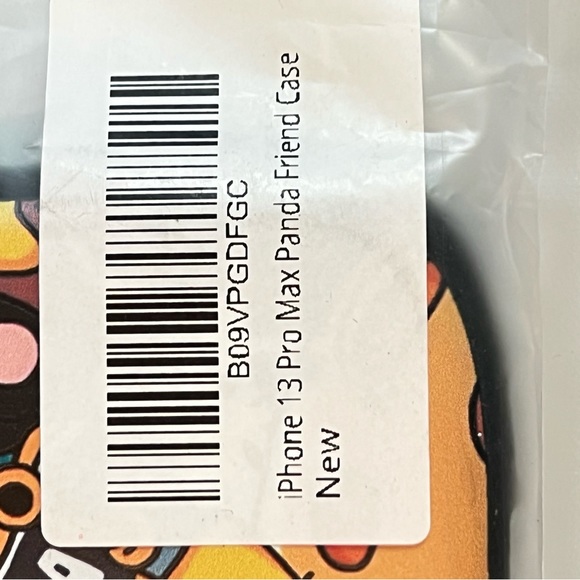 B09VPGDFGC
iPhone 13 Pro Max Panda Friend Case
New